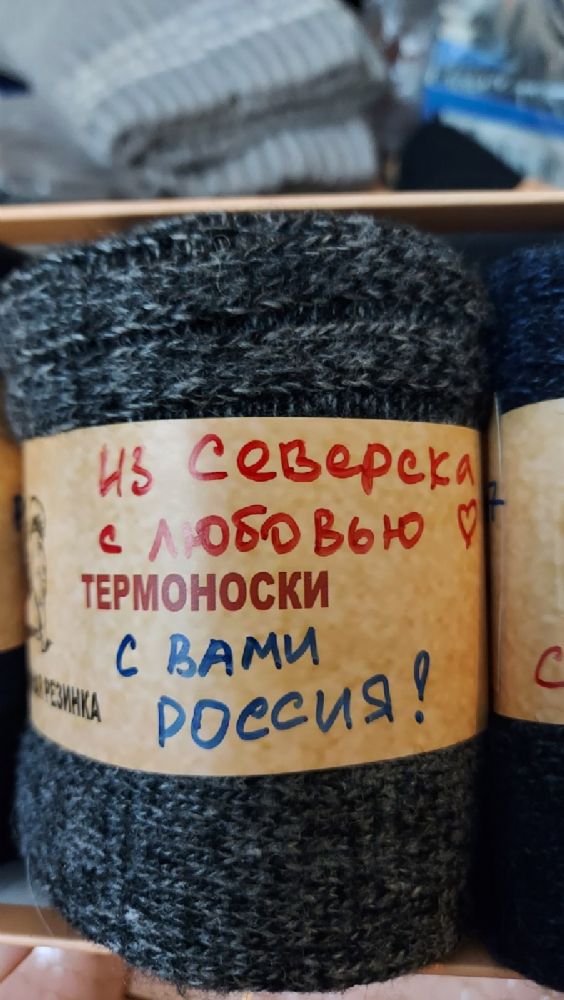 Из Северска
с любовью ♡
ТЕРМОНОСКИ
С ВАМИ
РОССИЯ!
РЕЗИНКА
С